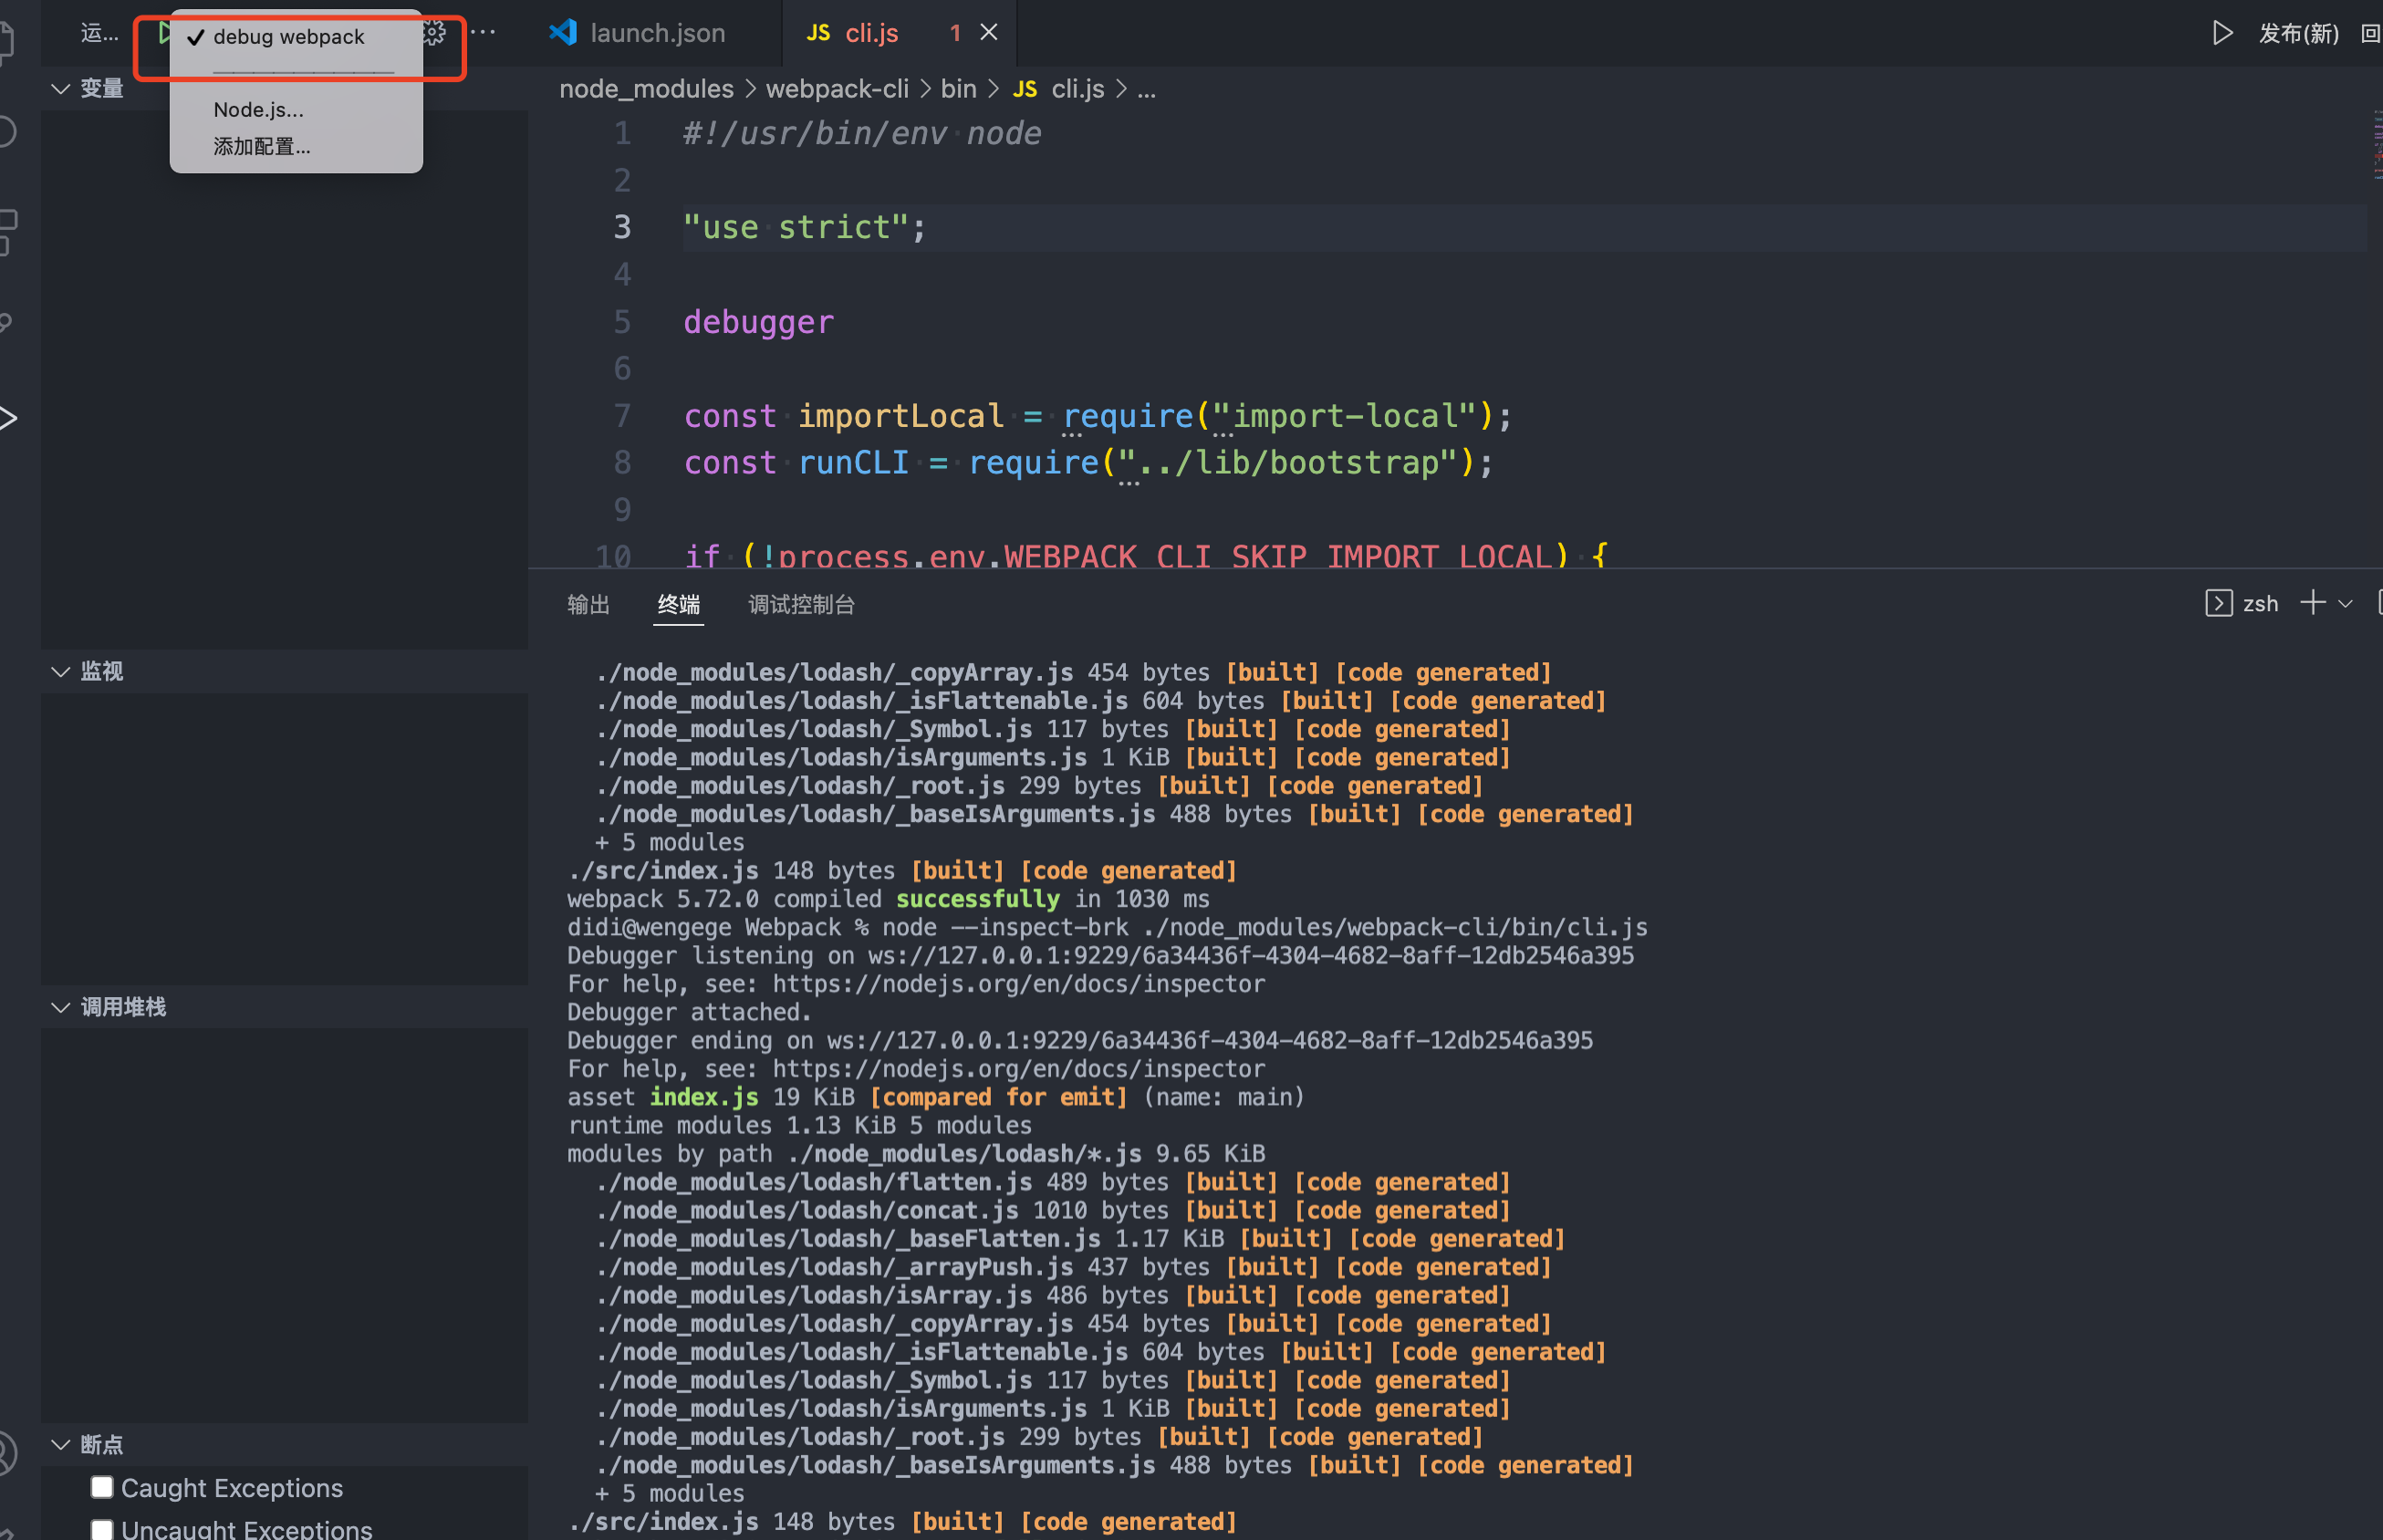 运...
debug webpack
Node.js...
添加配置...
launch.json
JS cli.js 1
发布(新)
变量
node_modules > webpack-cli > bin > JS cli.js > ...
1 #!/usr/bin/env node
2
3 "use strict";
4
5 debugger
6
7 const importLocal = require("import-local");
8 const runCLI = require("../lib/bootstrap");
9
10 if (!process.env.WEBPACK_CLI_SKIP_IMPORT_LOCAL) {
输出 终端 调试控制台
zsh
监视
调用堆栈
断点
Caught Exceptions
Uncaught Exceptions
./node_modules/lodash/_copyArray.js 454 bytes [built] [code generated]
./node_modules/lodash/_isFlattenable.js 604 bytes [built] [code generated]
./node_modules/lodash/_Symbol.js 117 bytes [built] [code generated]
./node_modules/lodash/isArguments.js 1 KiB [built] [code generated]
./node_modules/lodash/_root.js 299 bytes [built] [code generated]
./node_modules/lodash/_baseIsArguments.js 488 bytes [built] [code generated]
+ 5 modules
./src/index.js 148 bytes [built] [code generated]
webpack 5.72.0 compiled successfully in 1030 ms
didi@wengege Webpack % node --inspect-brk ./node_modules/webpack-cli/bin/cli.js
Debugger listening on ws://127.0.0.1:9229/6a34436f-4304-4682-8aff-12db2546a395
For help, see: https://nodejs.org/en/docs/inspector
Debugger attached.
Debugger ending on ws://127.0.0.1:9229/6a34436f-4304-4682-8aff-12db2546a395
For help, see: https://nodejs.org/en/docs/inspector
asset index.js 19 KiB [compared for emit] (name: main)
runtime modules 1.13 KiB 5 modules
modules by path ./node_modules/lodash/*.js 9.65 KiB
./node_modules/lodash/flatten.js 489 bytes [built] [code generated]
./node_modules/lodash/concat.js 1010 bytes [built] [code generated]
./node_modules/lodash/_baseFlatten.js 1.17 KiB [built] [code generated]
./node_modules/lodash/_arrayPush.js 437 bytes [built] [code generated]
./node_modules/lodash/isArray.js 486 bytes [built] [code generated]
./node_modules/lodash/_copyArray.js 454 bytes [built] [code generated]
./node_modules/lodash/_isFlattenable.js 604 bytes [built] [code generated]
./node_modules/lodash/_Symbol.js 117 bytes [built] [code generated]
./node_modules/lodash/isArguments.js 1 KiB [built] [code generated]
./node_modules/lodash/_root.js 299 bytes [built] [code generated]
./node_modules/lodash/_baseIsArguments.js 488 bytes [built] [code generated]
+ 5 modules
./src/index.js 148 bytes [built] [code generated]